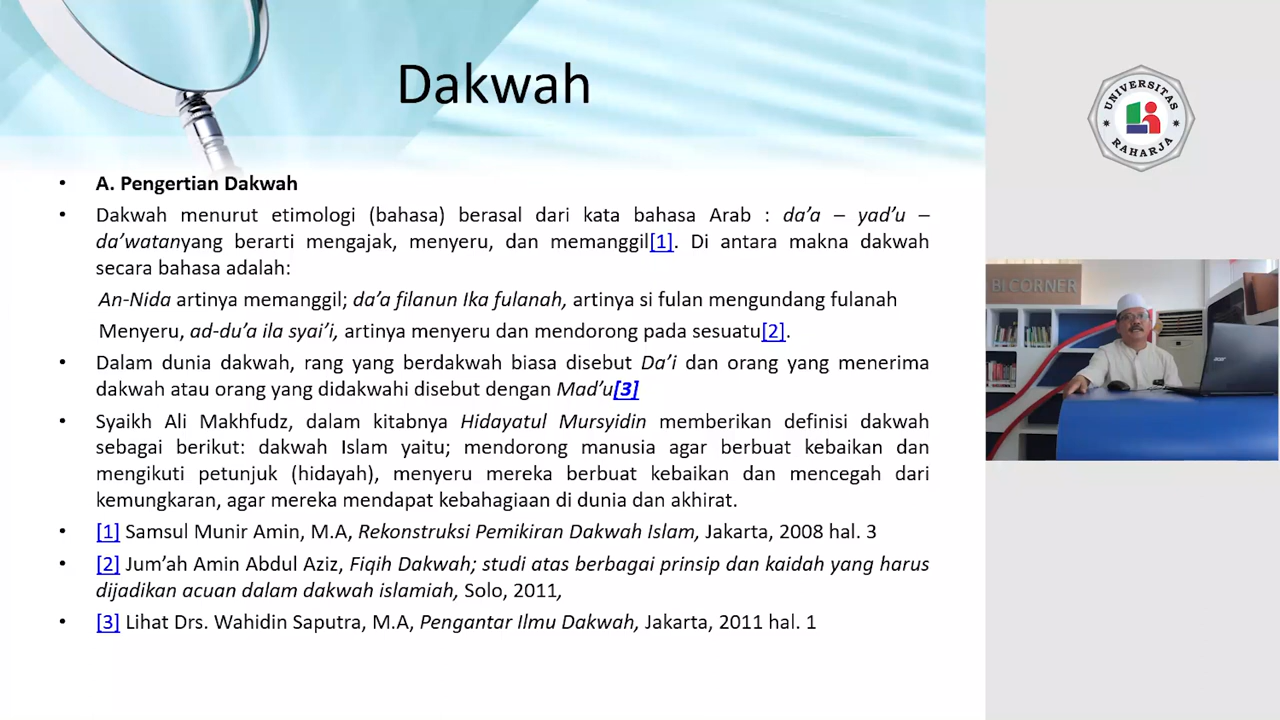 Dakwah
• A. Pengertian Dakwah
• Dakwah menurut etimologi (bahasa) berasal dari kata bahasa Arab : da’a – yad’u –
da’watanyang berarti mengajak, menyeru, dan memanggil[1]. Di antara makna dakwah
secara bahasa adalah:
An-Nida artinya memanggil; da’a filanun Ika fulanah, artinya si fulan mengundang fulanah
Menyeru, ad-du’a ila syai’i, artinya menyeru dan mendorong pada sesuatu[2].
• Dalam dunia dakwah, rang yang berdakwah biasa disebut Da’i dan orang yang menerima
dakwah atau orang yang didakwahi disebut dengan Mad’u[3]
• Syaikh Ali Makhfudz, dalam kitabnya Hidayatul Mursyidin memberikan definisi dakwah
sebagai berikut: dakwah Islam yaitu; mendorong manusia agar berbuat kebaikan dan
mengikuti petunjuk (hidayah), menyeru mereka berbuat kebaikan dan mencegah dari
kemungkaran, agar mereka mendapat kebahagiaan di dunia dan akhirat.
• [1] Samsul Munir Amin, M.A, Rekonstruksi Pemikiran Dakwah Islam, Jakarta, 2008 hal. 3
• [2] Jum’ah Amin Abdul Aziz, Fiqih Dakwah; studi atas berbagai prinsip dan kaidah yang harus
dijadikan acuan dalam dakwah islamiah, Solo, 2011,
• [3] Lihat Drs. Wahidin Saputra, M.A, Pengantar Ilmu Dakwah, Jakarta, 2011 hal. 1
UNIVERSITAS
RAHARJA
BI CORNER
acer